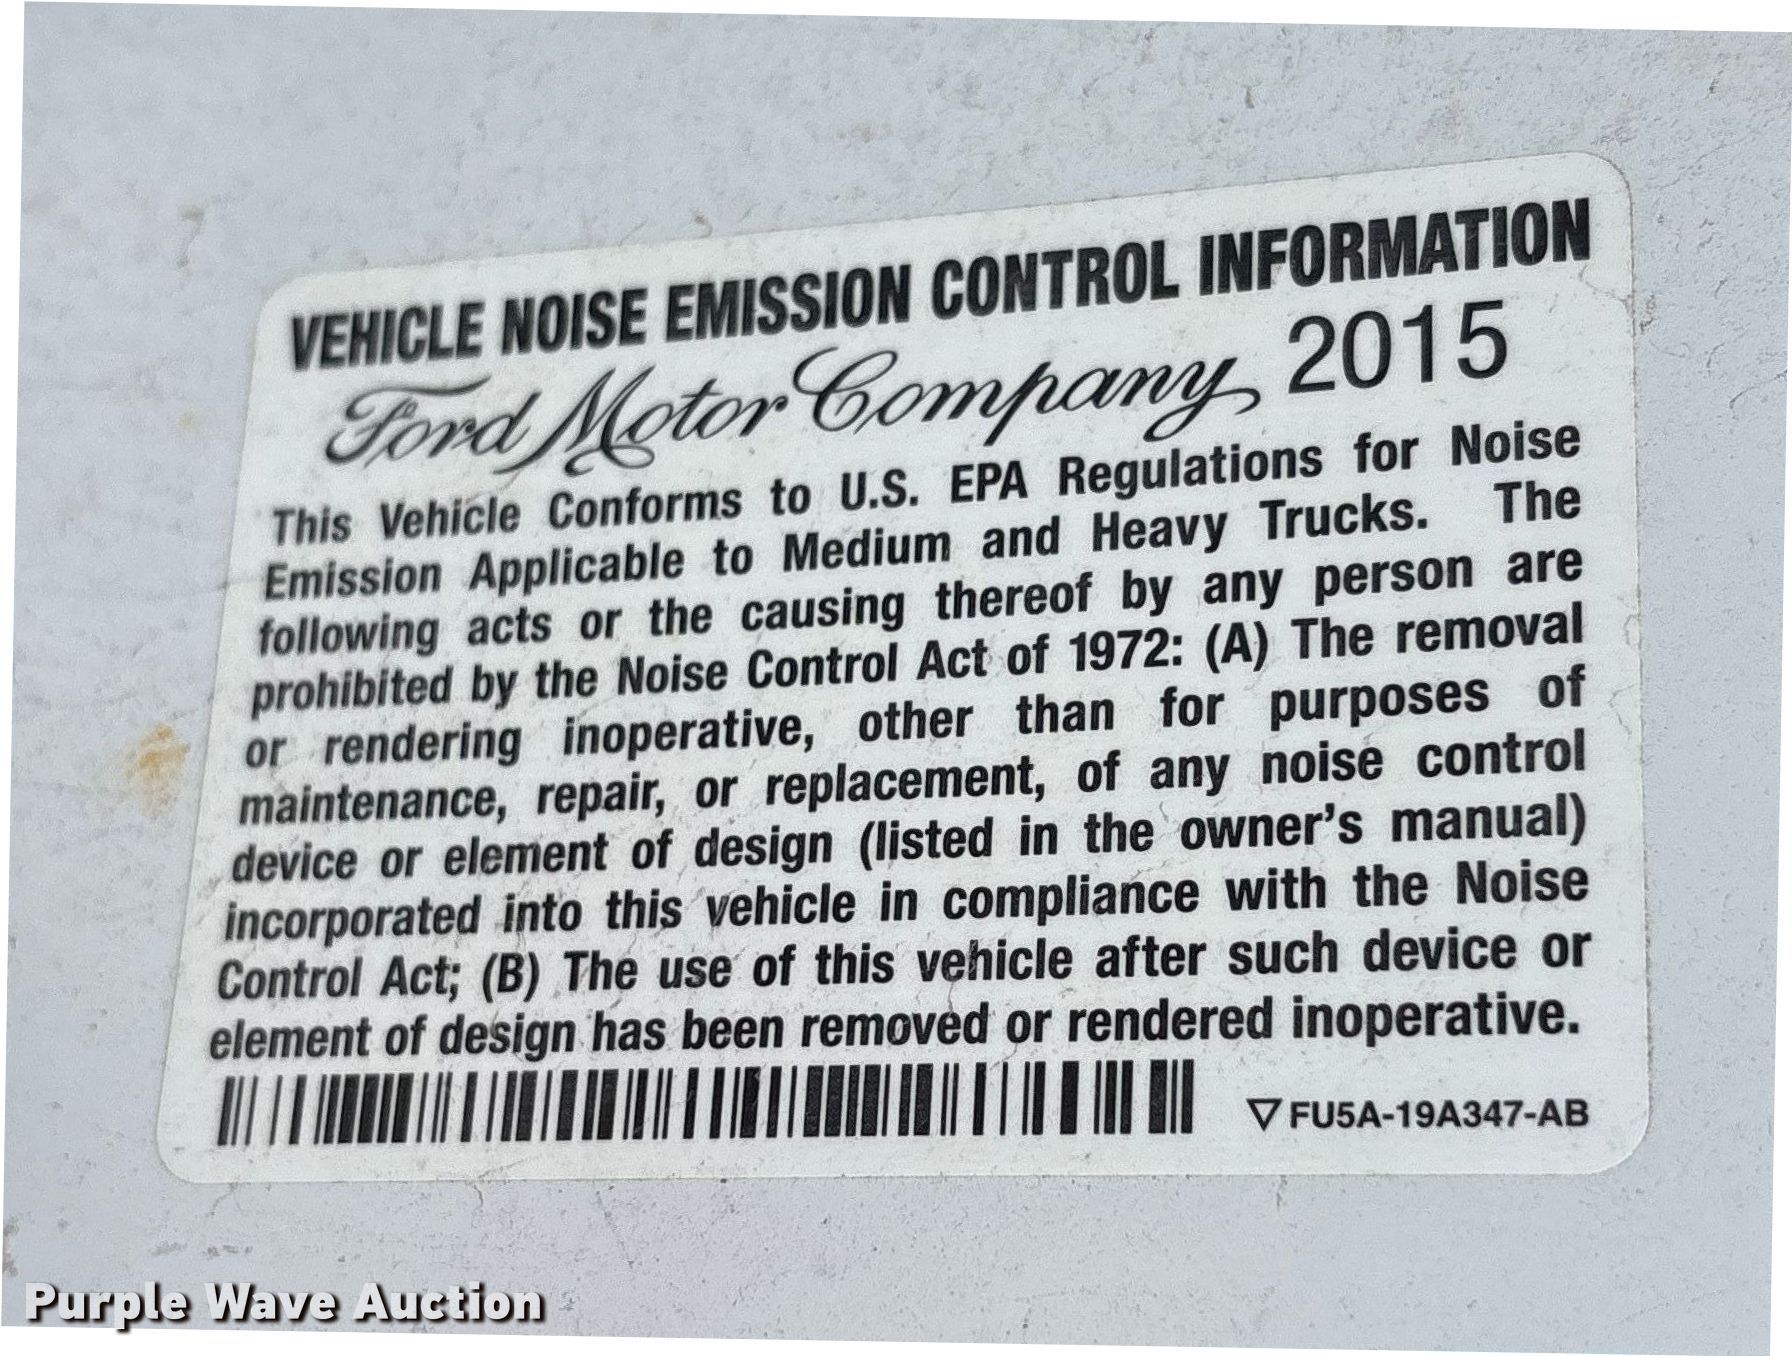 VEHICLE NOISE EMISSION CONTROL INFORMATION
Ford Motor Company 2015
This Vehicle Conforms to U.S. EPA Regulations for Noise
Emission Applicable to Medium and Heavy Trucks. The
following acts or the causing thereof by any person are
prohibited by the Noise Control Act of 1972: (A) The removal
or rendering inoperative, other than for purposes of
maintenance, repair, or replacement, of any noise control
device or element of design (listed in the owner's manual)
incorporated into this vehicle in compliance with the Noise
Control Act; (B) The use of this vehicle after such device or
element of design has been removed or rendered inoperative.
▽FU5A-19A347-AB
Purple Wave Auction